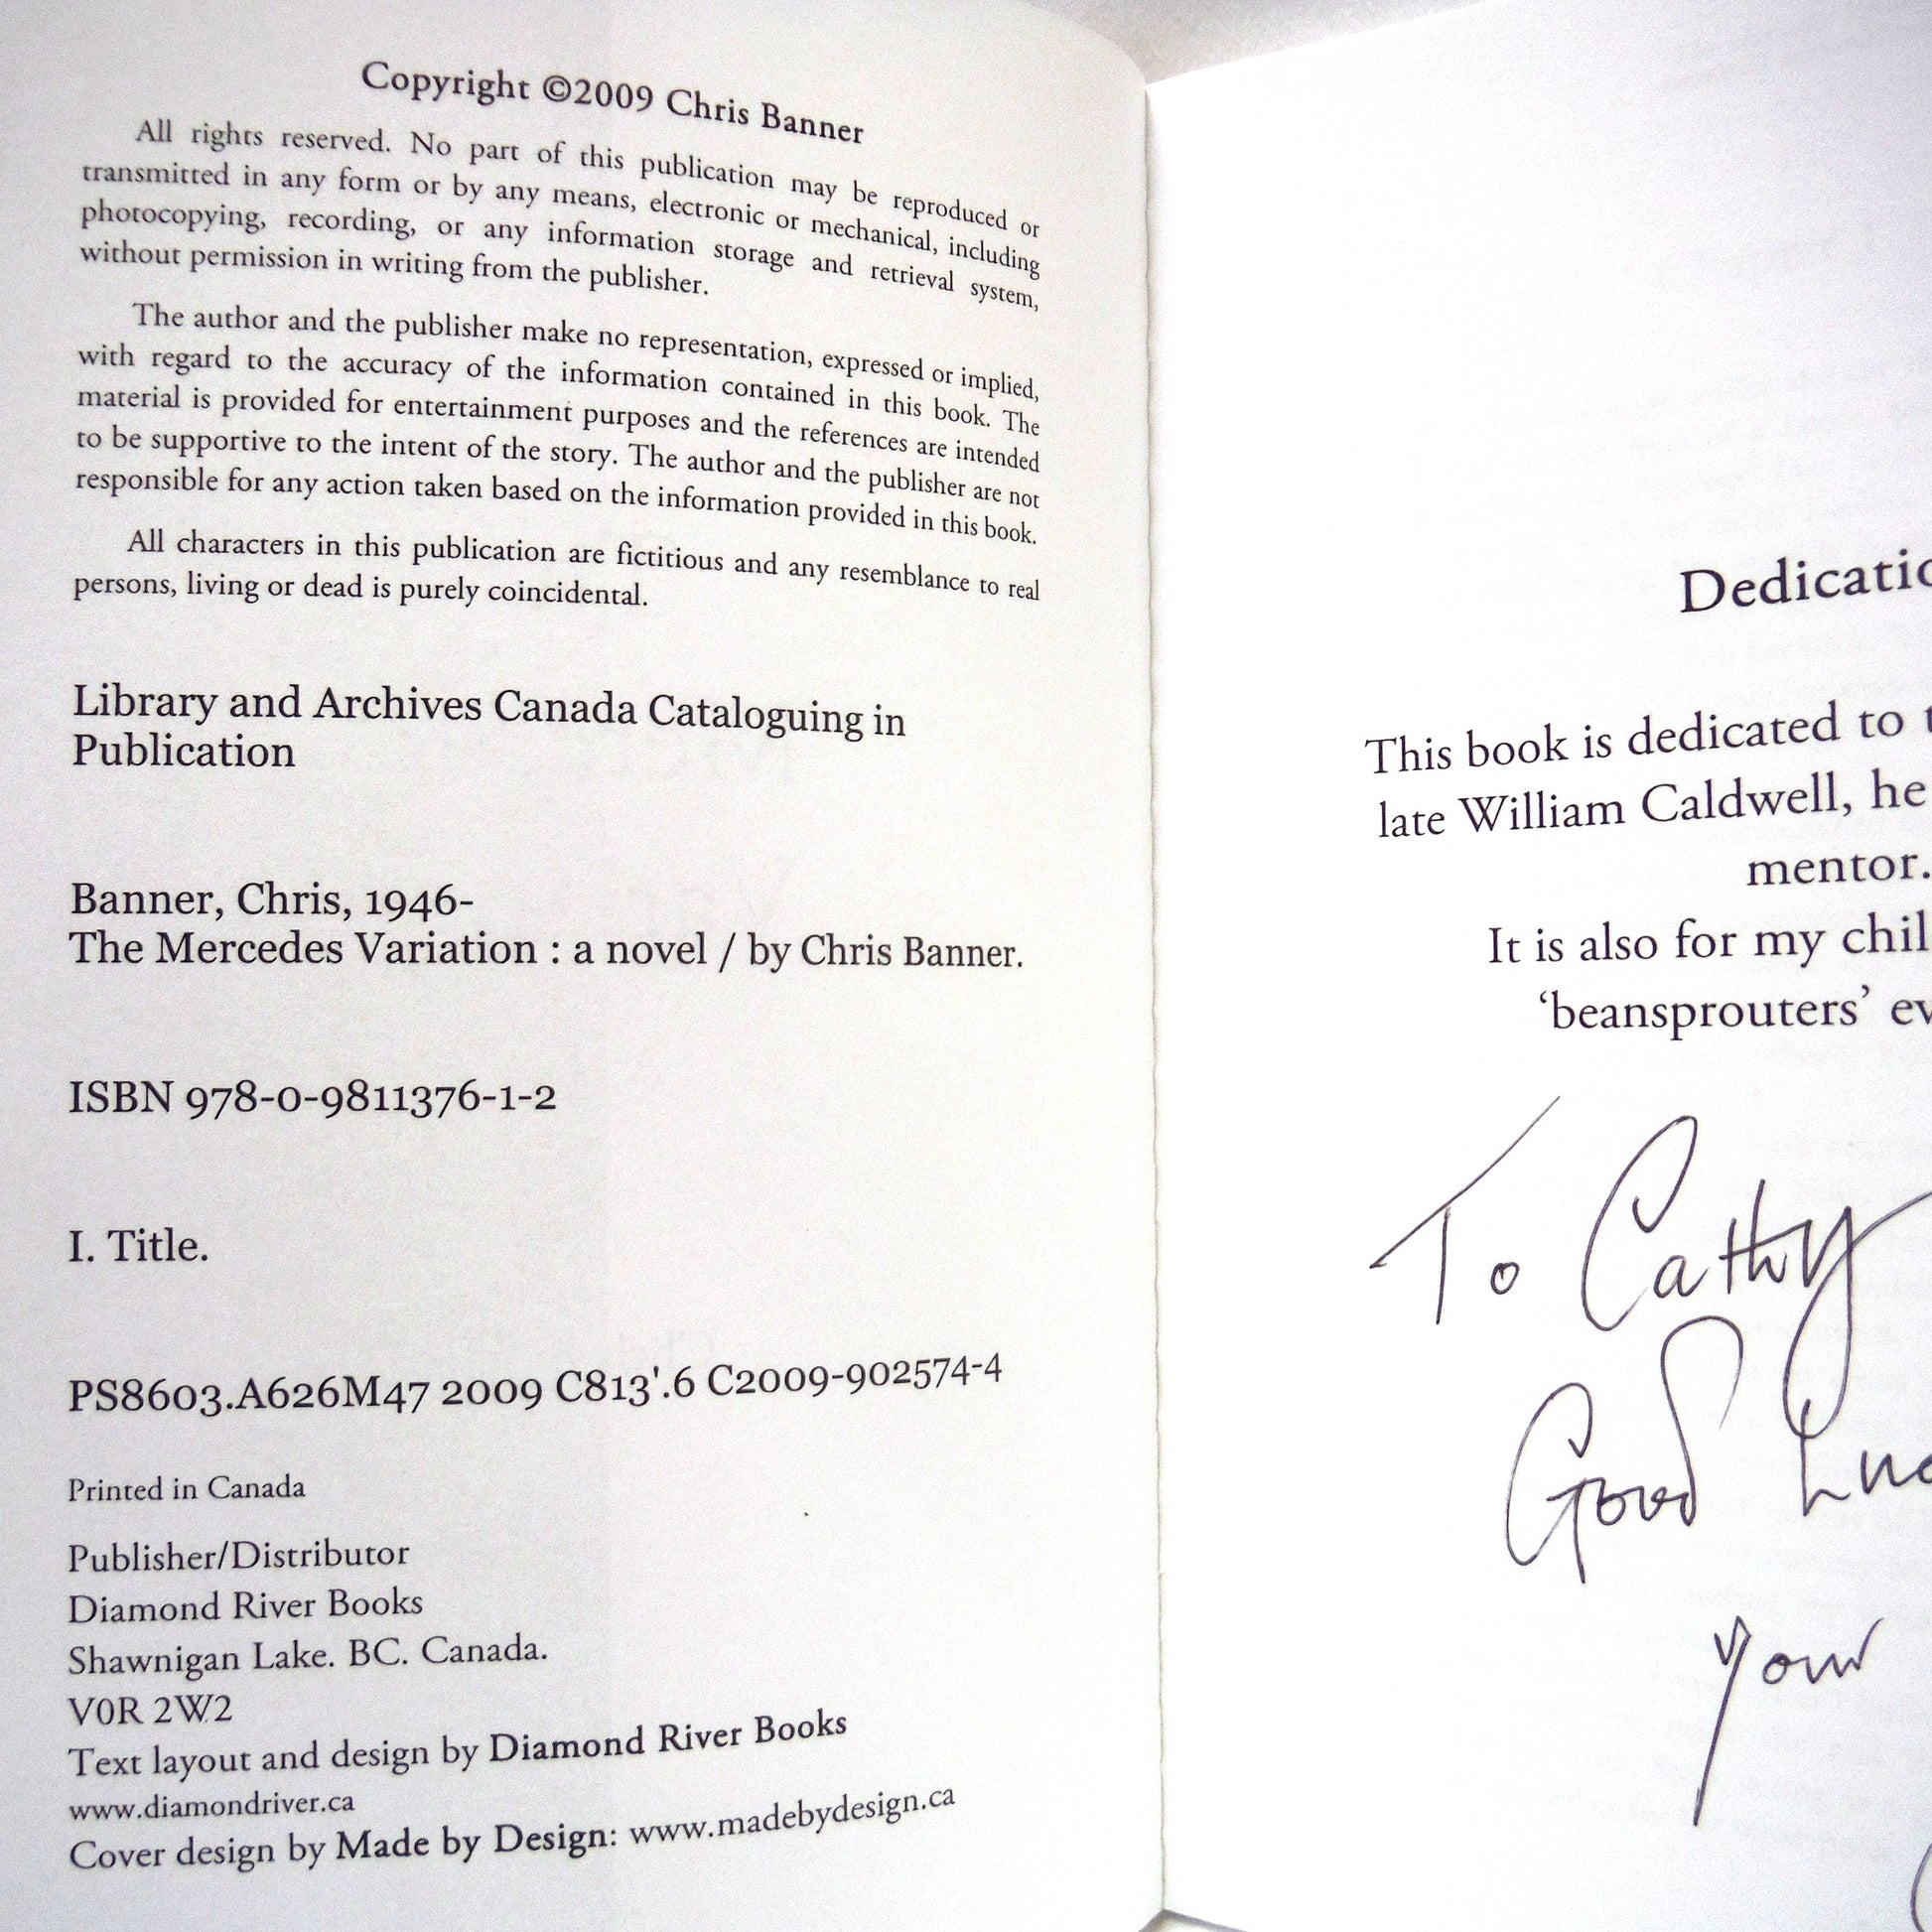 Copyright ©2009 Chris Banner
All rights reserved. No part of this publication may be reproduced or
transmitted in any form or by any means, electronic or mechanical, including
photocopying, recording, or any information storage and retrieval system,
without permission in writing from the publisher.
The author and the publisher make no representation, expressed or implied,
with regard to the accuracy of the information contained in this book. The
material is provided for entertainment purposes and the references are intended
to be supportive to the intent of the story. The author and the publisher are not
responsible for any action taken based on the information provided in this book.
All characters in this publication are fictitious and any resemblance to real
persons, living or dead is purely coincidental.
Library and Archives Canada Cataloguing in
Publication
Banner, Chris, 1946-
The Mercedes Variation : a novel / by Chris Banner.
ISBN 978-0-9811376-1-2
I. Title.
PS8603.A626M47 2009 C813'.6 C2009-902574-4
Printed in Canada
Publisher/Distributor
Diamond River Books
Shawnigan Lake. BC. Canada.
V0R 2W2
Text layout and design by Diamond River Books
www.diamondriver.ca
Cover design by Made by Design: www.madebydesign.ca
Dedicatio
This book is dedicated to
late William Caldwell, he
mentor.
It is also for my chil
‘beansprouters’ ev
To Cathy
Good Luc
your